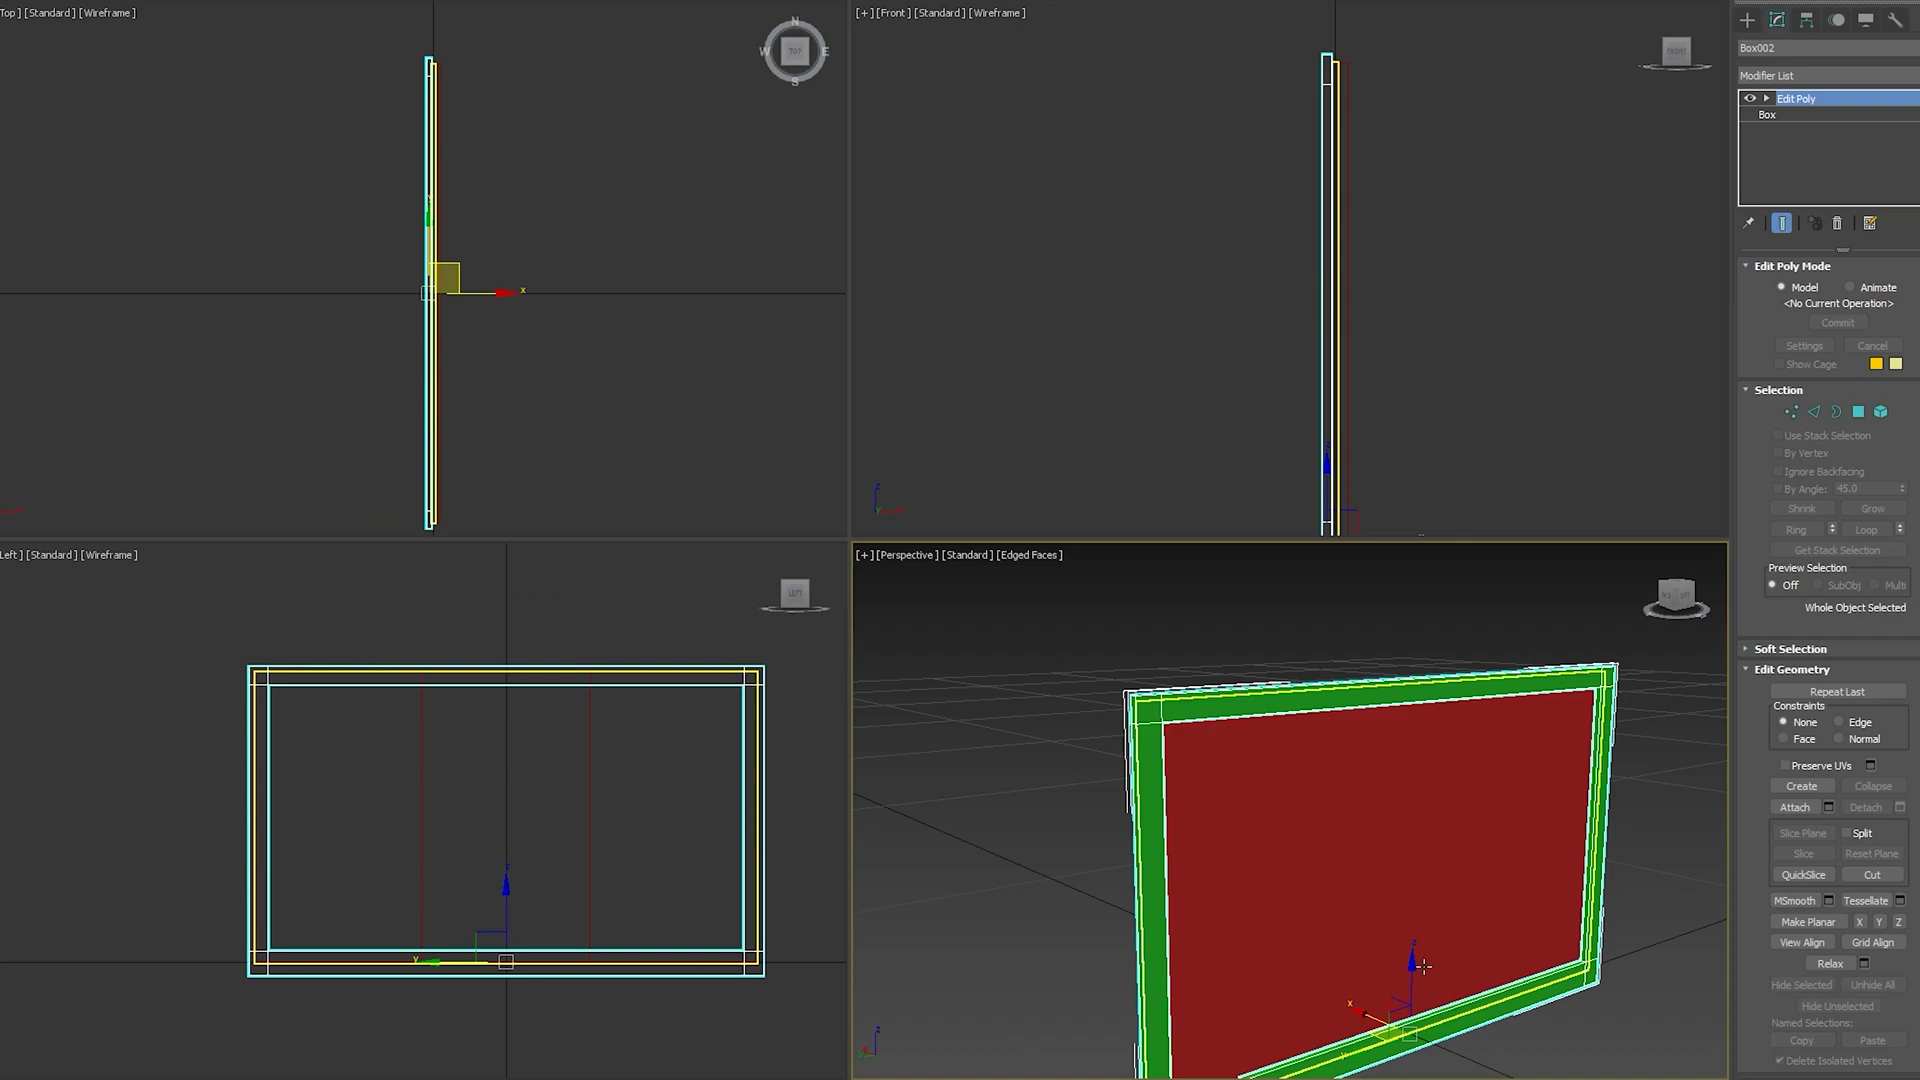 Top ] [Standard ] [Wireframe ]
[+] [Front ] [Standard ] [Wireframe ]
N
W
TOP
E
S
FRONT
Box002
Modifier List
Edit Poly
Box
x
Edit Poly Mode
Model
Animate
<No Current Operation>
Commit
Settings
Cancel
Show Cage
Selection
Use Stack Selection
By Vertex
Ignore Backfacing
By Angle:
45.0
Shrink
Grow
Ring
Loop
Get Stack Selection
Preview Selection
Off
SubObj
Multi
Whole Object Selected
z
Left ] [Standard ] [Wireframe ]
[+] [Perspective ] [Standard ] [Edged Faces ]
LEFT
LEFT
Soft Selection
Edit Geometry
Repeat Last
Constraints
None
Edge
Face
Normal
Preserve UVs
Create
Collapse
Attach
Detach
Slice Plane
Split
Slice
Reset Plane
QuickSlice
Cut
MSmooth
Tessellate
Make Planar
X
Y
Z
View Align
Grid Align
Relax
Hide Selected
Unhide All
Hide Unselected
Named Selections:
Copy
Paste
Delete Isolated Vertices
z
Y
z
x
z
z